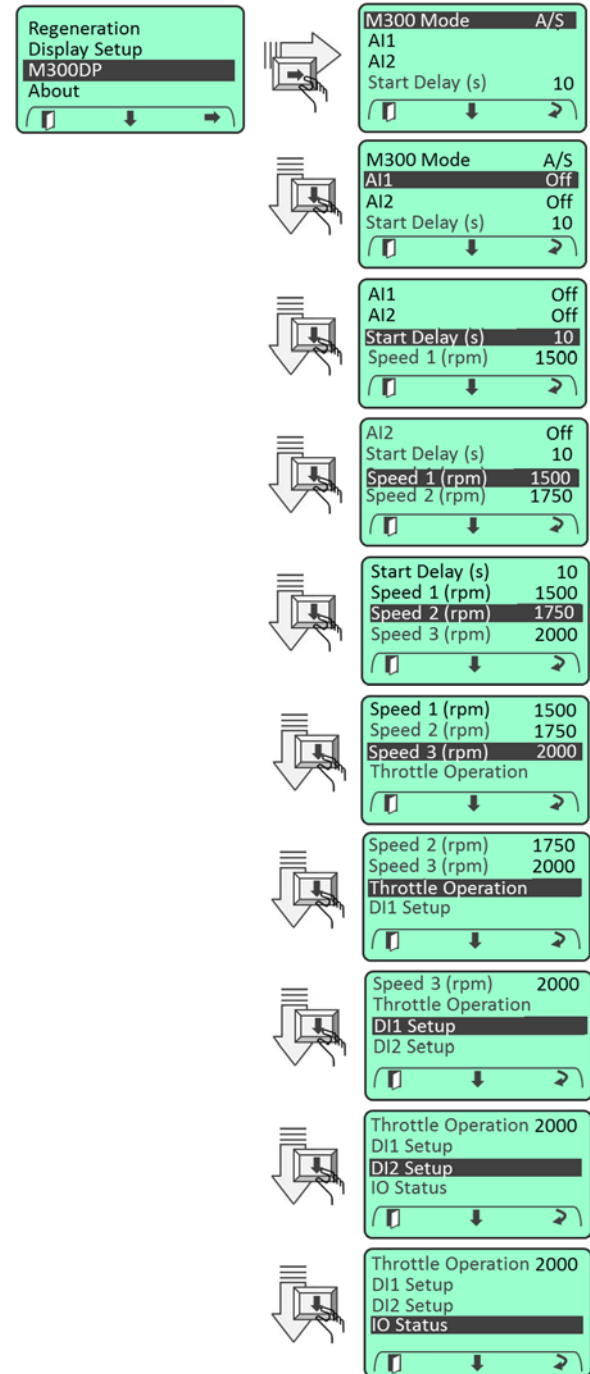 Regeneration
Display Setup
M300DP
About
M300 Mode A/S
AI1
AI2
Start Delay (s) 10
M300 Mode A/S
AI1 Off
AI2 Off
Start Delay (s) 10
AI1 Off
AI2 Off
Start Delay (s) 10
Speed 1 (rpm) 1500
AI2 Off
Start Delay (s) 10
Speed 1 (rpm) 1500
Speed 2 (rpm) 1750
Start Delay (s) 10
Speed 1 (rpm) 1500
Speed 2 (rpm) 1750
Speed 3 (rpm) 2000
Speed 1 (rpm) 1500
Speed 2 (rpm) 1750
Speed 3 (rpm) 2000
Throttle Operation
Speed 2 (rpm) 1750
Speed 3 (rpm) 2000
Throttle Operation
DI1 Setup
Speed 3 (rpm) 2000
Throttle Operation
DI1 Setup
DI2 Setup
Throttle Operation 2000
DI1 Setup
DI2 Setup
IO Status
Throttle Operation 2000
DI1 Setup
DI2 Setup
IO Status